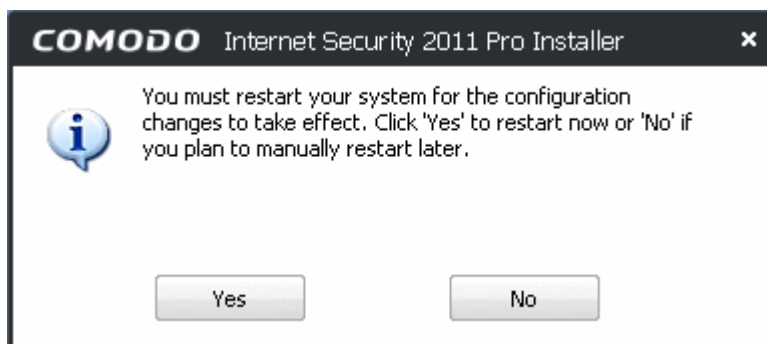 COMODO Internet Security 2011 Pro Installer
You must restart your system for the configuration
changes to take effect. Click 'Yes' to restart now or 'No' if
you plan to manually restart later.
Yes No